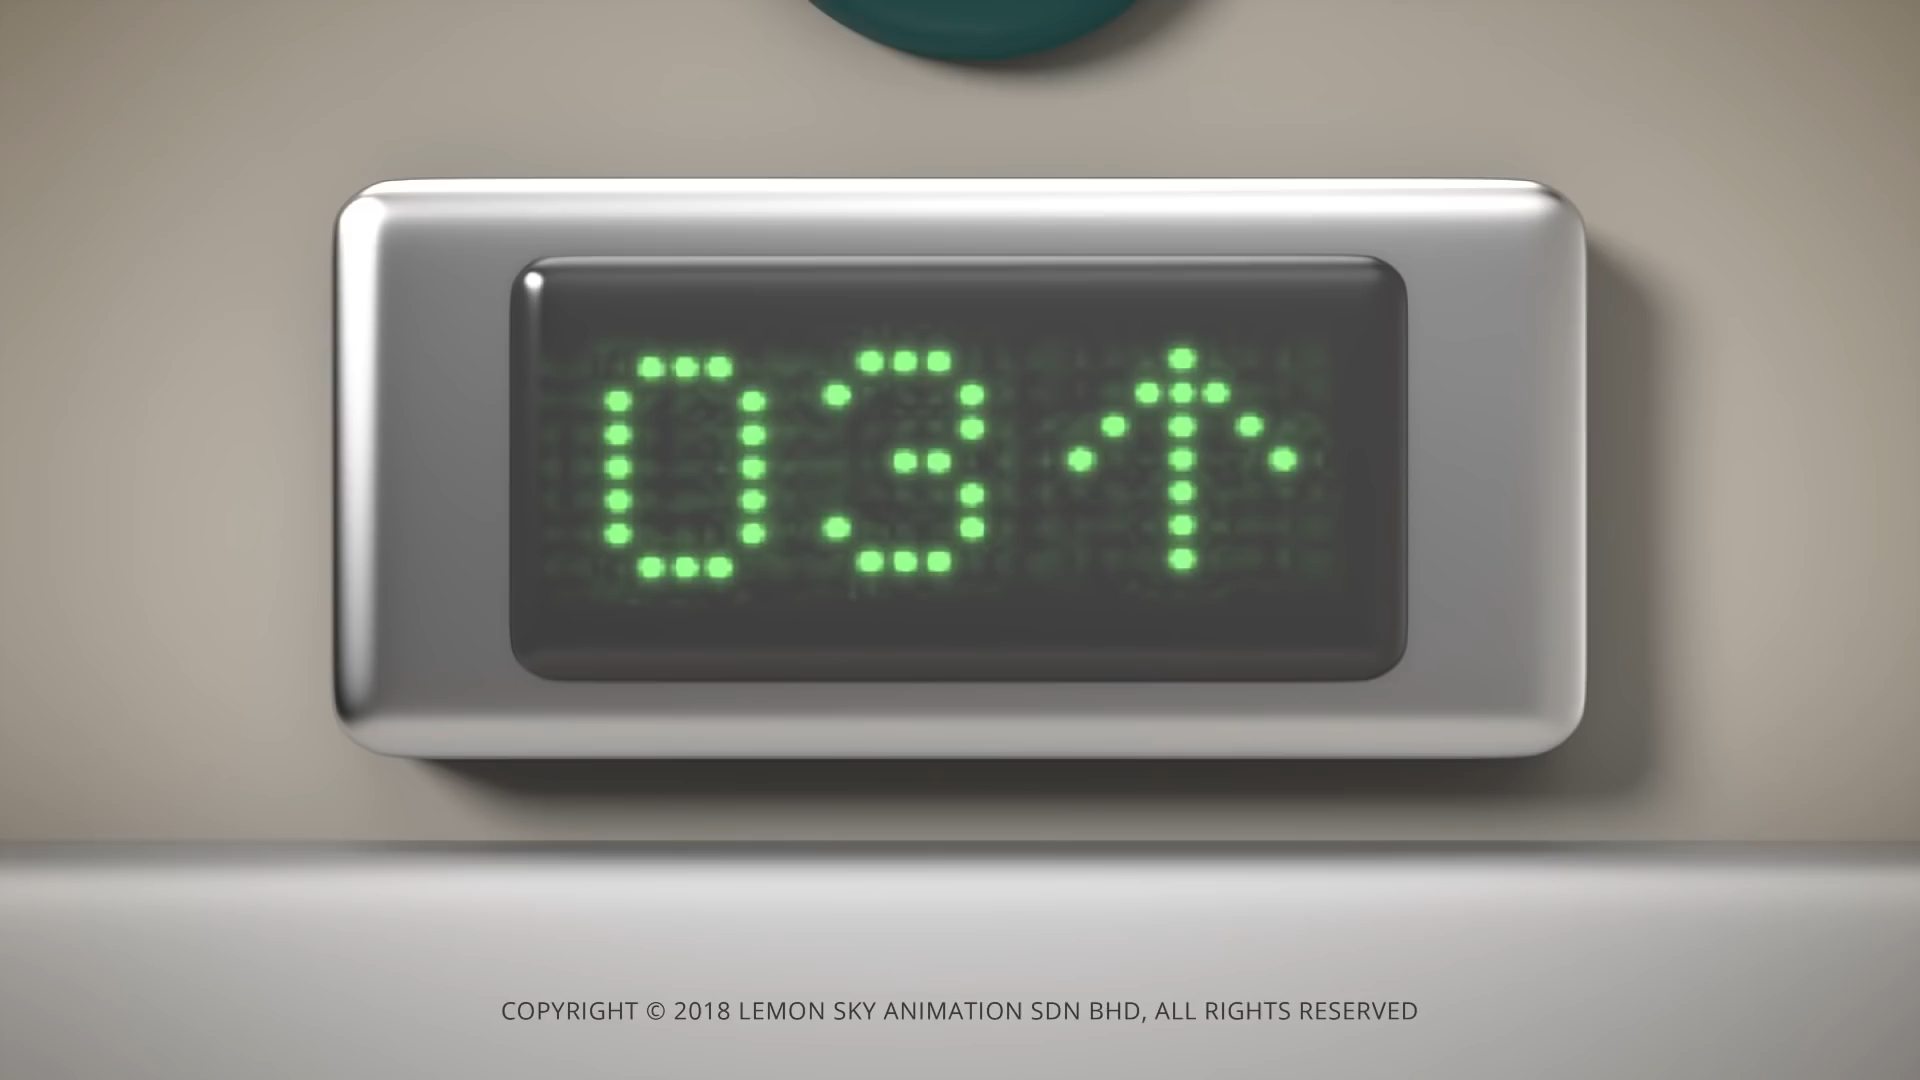 03↑
COPYRIGHT © 2018 LEMON SKY ANIMATION SDN BHD, ALL RIGHTS RESERVED